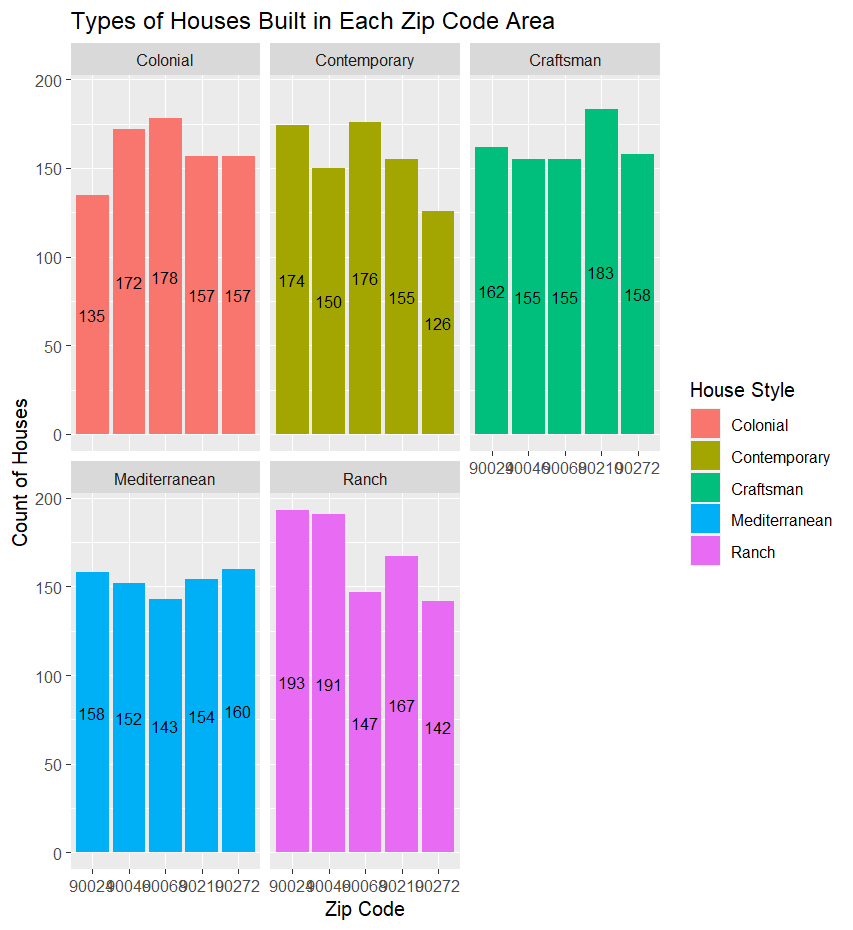 Types of Houses Built in Each Zip Code Area
Colonial
Contemporary
Craftsman
200
150
100
50
0
135
172
178
157
157
174
150
176
155
126
162
155
155
183
158
90272
Mediterranean
Ranch
200
150
100
50
0
158
152
143
154
160
193
191
147
167
142
90272
90272
Zip Code
Count of Houses
House Style
Colonial
Contemporary
Craftsman
Mediterranean
Ranch